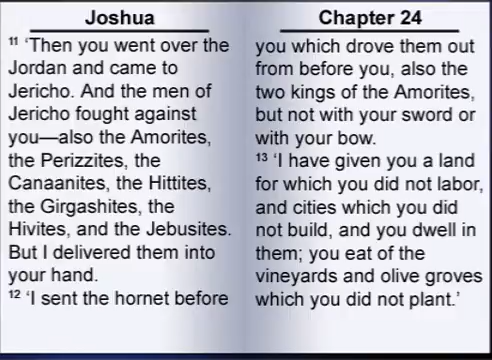 Joshua
¹¹ ‘Then you went over the
Jordan and came to
Jericho. And the men of
Jericho fought against
you—also the Amorites,
the Perizzites, the
Canaanites, the Hittites,
the Girgashites, the
Hivites, and the Jebusites.
But I delivered them into
your hand.
¹² ‘I sent the hornet before
Chapter 24
you which drove them out
from before you, also the
two kings of the Amorites,
but not with your sword or
with your bow.
¹³ ‘I have given you a land
for which you did not labor,
and cities which you did
not build, and you dwell in
them; you eat of the
vineyards and olive groves
which you did not plant.’